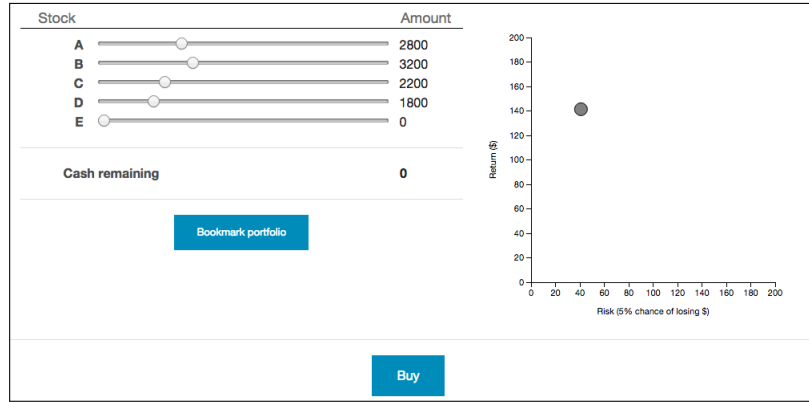 Stock Amount
A 2800
B 3200
C 2200
D 1800
E 0
Cash remaining 0
Bookmark portfolio
Return ($)
200
180
160
140
120
100
80
60
40
20
0
0 20 40 60 80 100 120 140 160 180 200
Risk (5% chance of losing $)
Buy